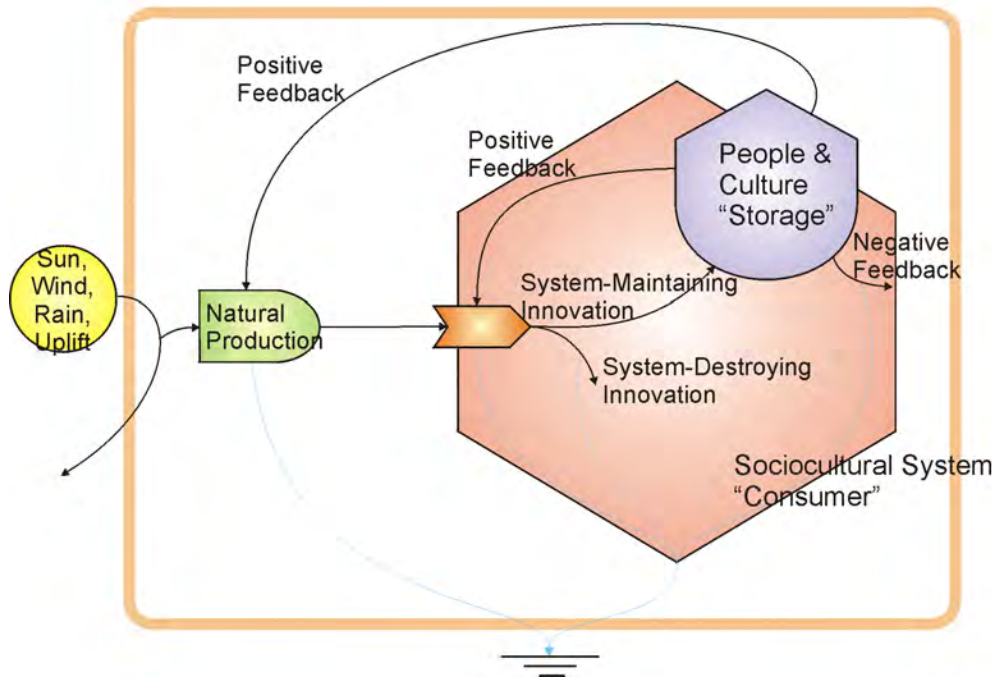 Positive
Feedback
Positive
Feedback
People &
Culture
“Storage”
Negative
Feedback
Sun,
Wind,
Rain,
Uplift
Natural
Production
System-Maintaining
Innovation
System-Destroying
Innovation
Sociocultural System
“Consumer”